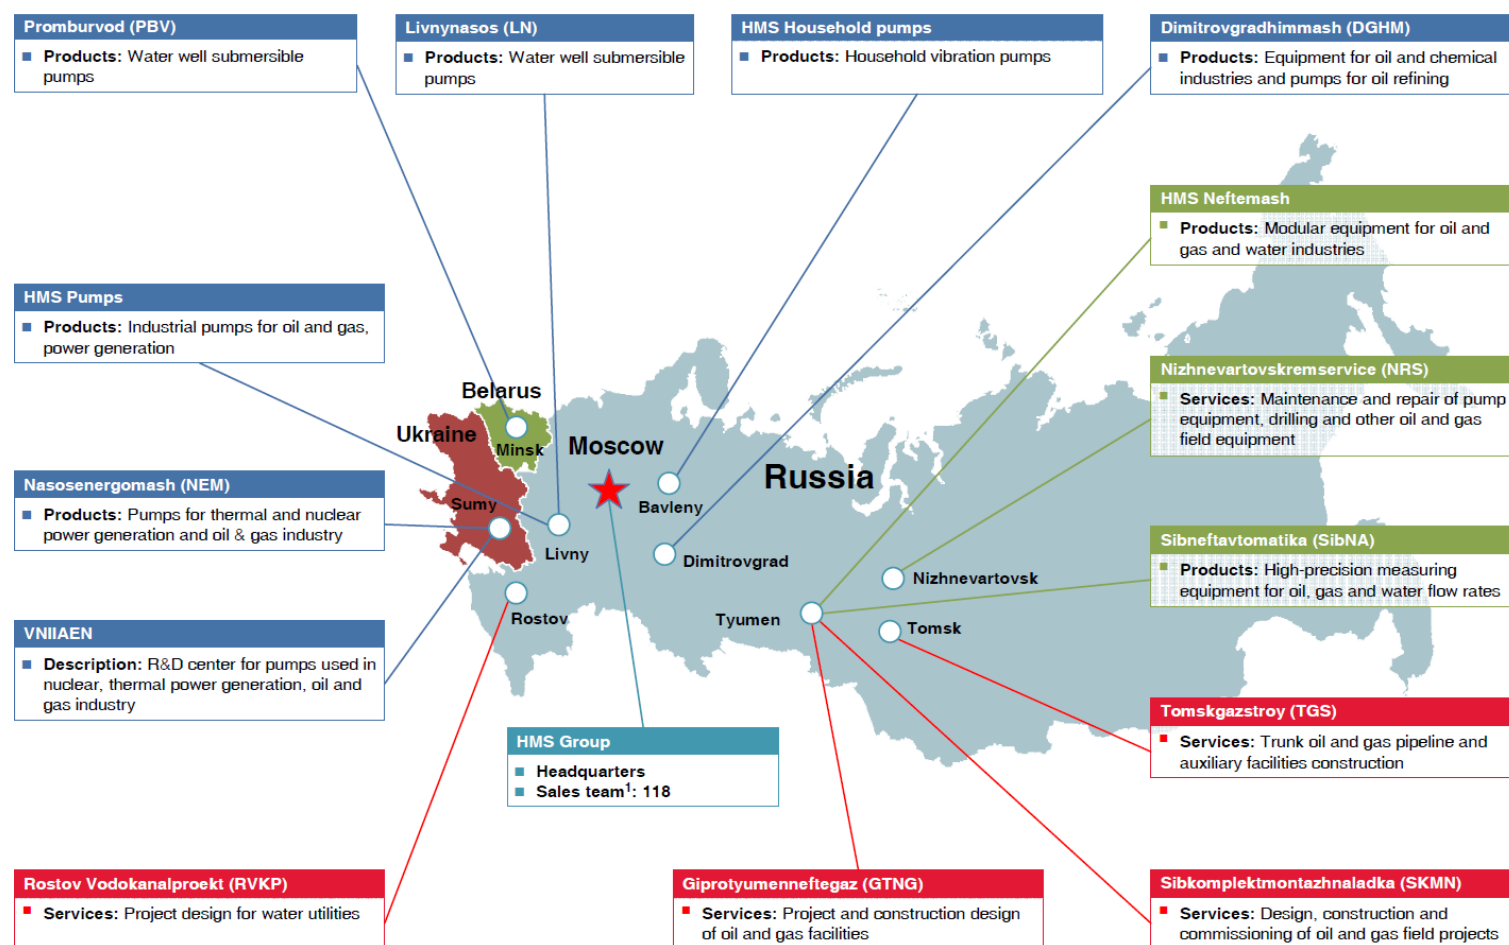 Promburvod (PBV)
Products: Water well submersible
pumps
Livnynasos (LN)
Products: Water well submersible
pumps
HMS Household pumps
Products: Household vibration pumps
Dimitrovgradhimmash (DGHM)
Products: Equipment for oil and chemical
industries and pumps for oil refining
HMS Neftemash
Products: Modular equipment for oil and
gas and water industries
HMS Pumps
Products: Industrial pumps for oil and gas,
power generation
Nizhnevartovskremservice (NRS)
Services: Maintenance and repair of pump
equipment, drilling and other oil and gas
field equipment
Belarus
Ukraine
Minsk
Moscow
Russia
Nasosenergomash (NEM)
Products: Pumps for thermal and nuclear
power generation and oil & gas industry
Sumy
Bavleny
Livny
Dimitrovgrad
Sibneftavtomatika (SibNA)
Products: High-precision measuring
equipment for oil, gas and water flow rates
Nizhnevartovsk
Rostov
Tyumen
Tomsk
VNIIAEN
Description: R&D center for pumps used in
nuclear, thermal power generation, oil and
gas industry
HMS Group
Headquarters
Sales team¹: 118
Tomskgazstroy (TGS)
Services: Trunk oil and gas pipeline and
auxiliary facilities construction
Rostov Vodokanalproekt (RVKP)
Services: Project design for water utilities
Giprotyumenneftegaz (GTNG)
Services: Project and construction design
of oil and gas facilities
Sibkomplektmontazhnaladka (SKMN)
Services: Design, construction and
commissioning of oil and gas field projects